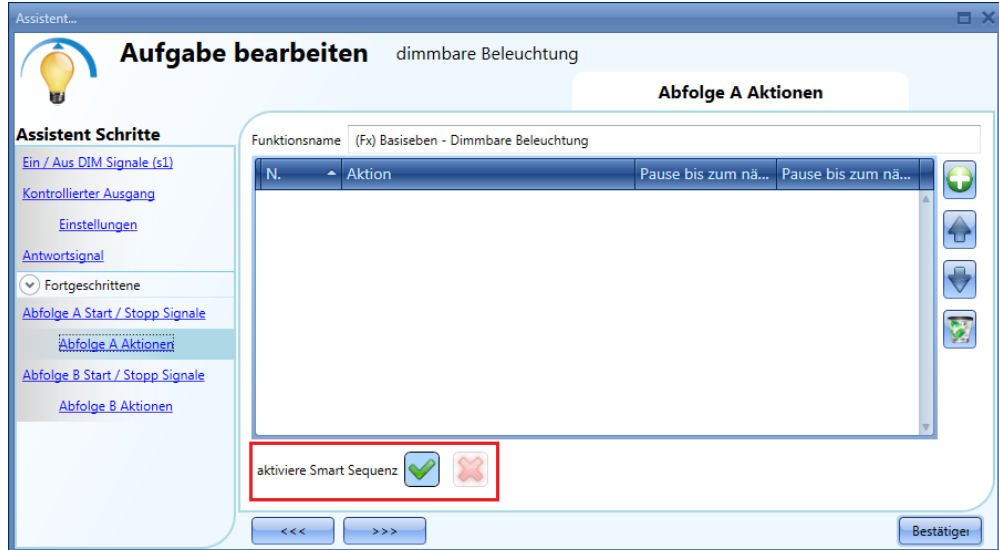 Assistent...
Aufgabe bearbeiten dimmbare Beleuchtung
Abfolge A Aktionen
Assistent Schritte
Ein / Aus DIM Signale (s1)
Kontrollierter Ausgang
Einstellungen
Antwortsignal
Fortgeschrittene
Abfolge A Start / Stopp Signale
Abfolge A Aktionen
Abfolge B Start / Stopp Signale
Abfolge B Aktionen
Funktionsname (Fx) Basiseben - Dimmbare Beleuchtung
N. Aktion Pause bis zum nä... Pause bis zum nä...
aktiviere Smart Sequenz
<<< >>> Bestätiger